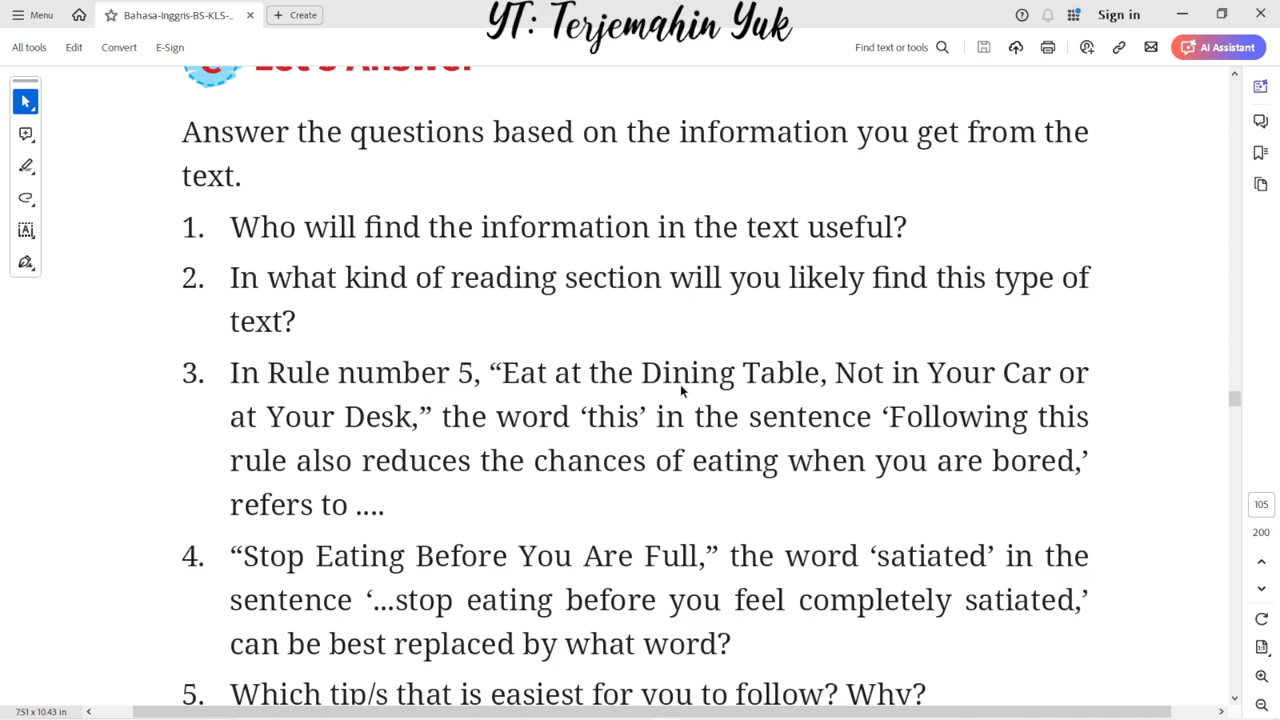 Menu
Bahasa-Inggris-BS-KLS-...
Create
YT: Terjemahin Yuk
Sign in
All tools
Edit
Convert
E-Sign
Find text or tools
AI Assistant
Let's Answer
Answer the questions based on the information you get from the
text.
1. Who will find the information in the text useful?
2. In what kind of reading section will you likely find this type of
text?
3. In Rule number 5, “Eat at the Dining Table, Not in Your Car or
at Your Desk,” the word ‘this’ in the sentence ‘Following this
rule also reduces the chances of eating when you are bored,’
refers to ....
4. “Stop Eating Before You Are Full,” the word ‘satiated’ in the
sentence ‘...stop eating before you feel completely satiated,’
can be best replaced by what word?
5. Which tip/s that is easiest for you to follow? Why?
105
200
7.51 x 10.43 in